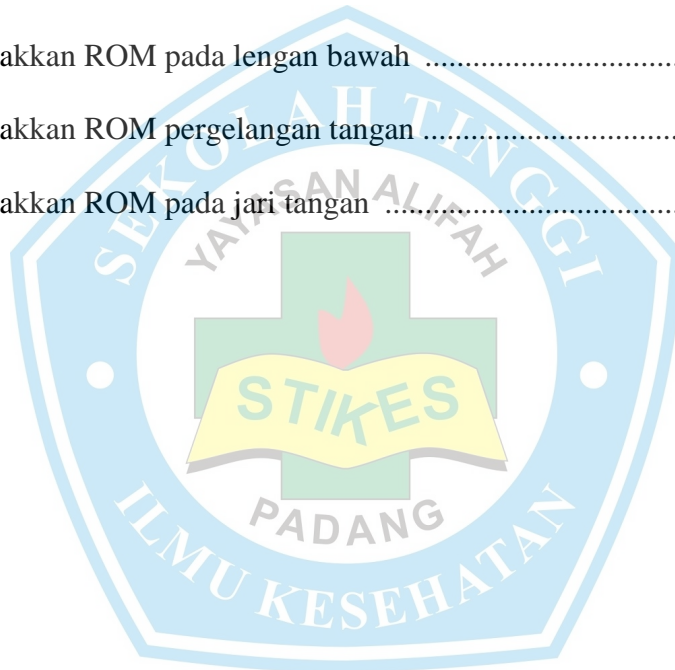 akkan ROM pada lengan bawah ................................
akkan ROM pergelangan tangan ................................
akkan ROM pada jari tangan .....................................
SEKOLAH TINGGI
YAYASAN ALIFAH
STIKES
PADANG
ILMU KESEHATAN